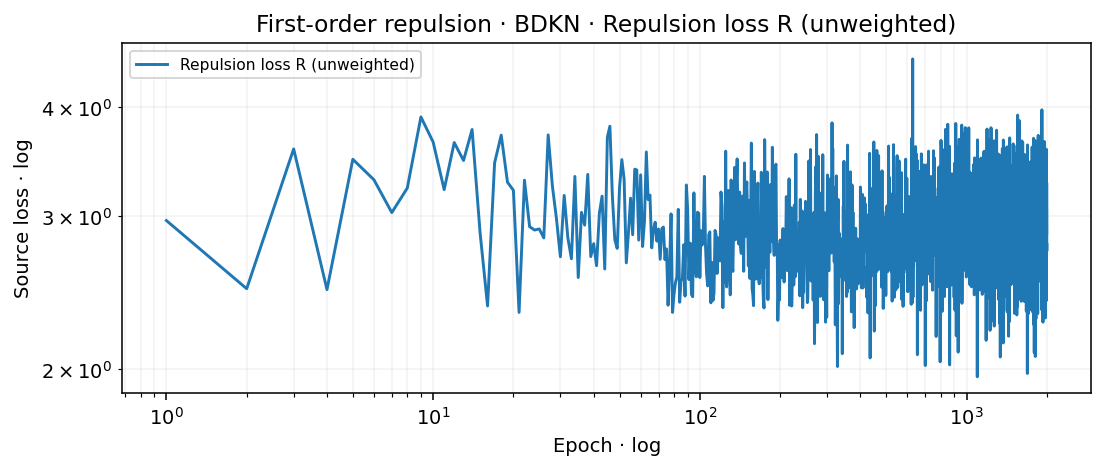 First-order repulsion · BDKN · Repulsion loss R (unweighted)
Repulsion loss R (unweighted)
Source loss · log
4 × 10⁰
3 × 10⁰
2 × 10⁰
10⁰ 10¹ 10² 10³
Epoch · log